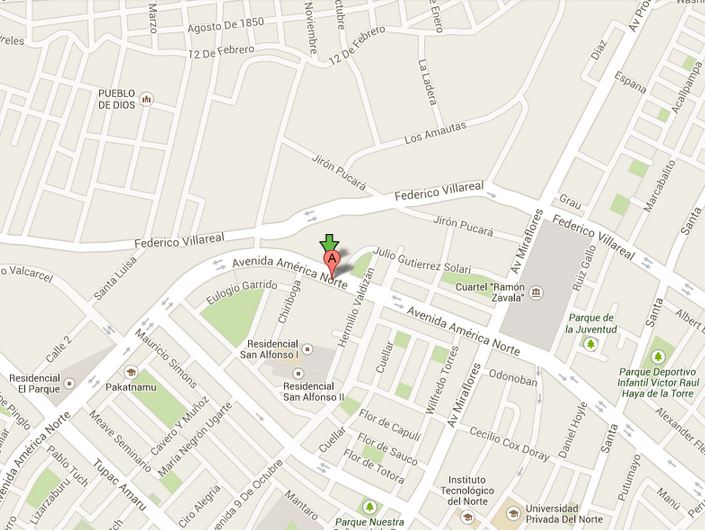 Agosto De 1850
Marzo
Noviembre
Octubre
de Enero
12 De Febrero
12 De Febrero
La Ladera
Av Pro
Washin
Diaz
España
Acallpampa
PUEBLO
DE DIOS
Los Amautas
Jirón Pucará
Federico Villareal
Jirón Pucará
Grau
Marcabalito
Federico Villareal
Federico Villareal
Santa
Santa Luisa
A
Avenida América Norte
Julio Gutierrez Solari
Av Miraflores
Ruiz Gallo
o Valcarcel
Eulogio Garrido
Chiriboga
Hermilio Valdizán
Cuartel "Ramón
Zavala"
Avenida América Norte
Santa
Albert
Parque de
la Juventud
Calle 2
Mauricio Simons
Residencial
San Alfonso I
Cuellar
Wilfredo Torres
Av Miraflores
Parque Deportivo
Infantil Victor Raul
Haya de la Torre
Residencial
El Parque
Pakatnamu
Residencial
San Alfonso II
Odonoban
Avenida América Norte
Meave Seminario
Cavero Y Muñoz
María Negrón Ugarte
Cuellar
Flor de Capulí
Flor de Sauco
Flor de Totora
Cecilio Cox Doray
Daniel Hoyle
Alexander Fle
Pinglo
Pablo Tuch
Tupac Amaru
Lizarzaburu
Ciro Alegría
Avenida 9 De Octubre
Mantaro
Putumayo
Santa
Instituto
Tecnológico
del Norte
Universidad
Privada Del Norte
Parque Nuestra